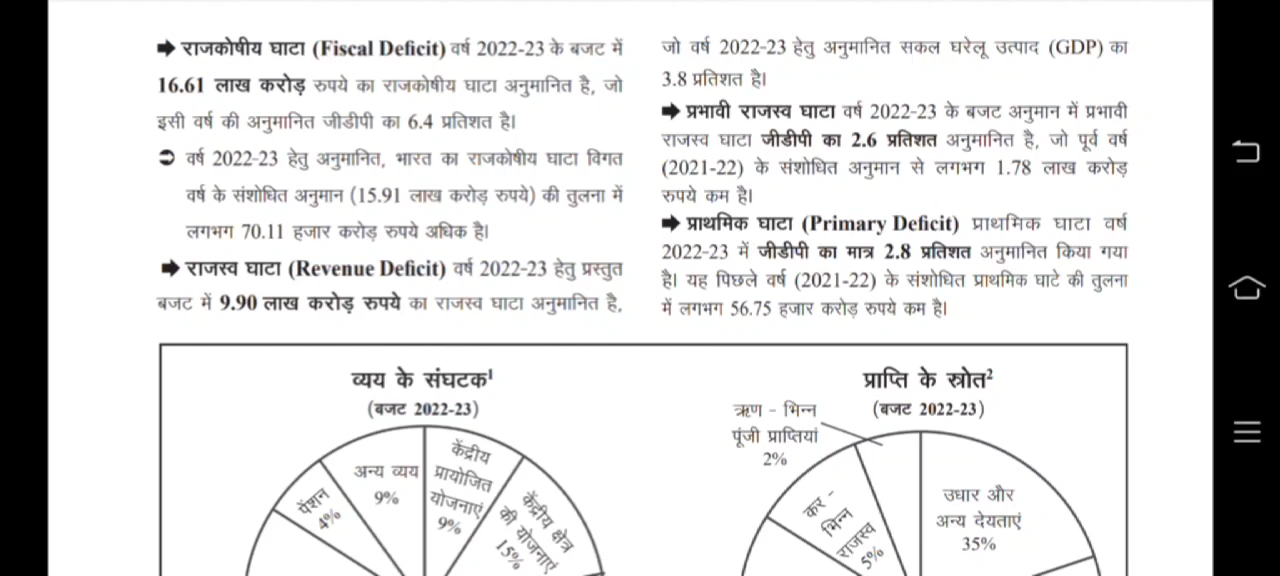 ➡ राजकोषीय घाटा (Fiscal Deficit) वर्ष 2022-23 के बजट में
16.61 लाख करोड़ रुपये का राजकोषीय घाटा अनुमानित है, जो
इसी वर्ष की अनुमानित जीडीपी का 6.4 प्रतिशत है।
➲ वर्ष 2022-23 हेतु अनुमानित, भारत का राजकोषीय घाटा विगत
वर्ष के संशोधित अनुमान (15.91 लाख करोड़ रुपये) की तुलना में
लगभग 70.11 हजार करोड़ रुपये अधिक है।
➡ राजस्व घाटा (Revenue Deficit) वर्ष 2022-23 हेतु प्रस्तुत
बजट में 9.90 लाख करोड़ रुपये का राजस्व घाटा अनुमानित है,
जो वर्ष 2022-23 हेतु अनुमानित सकल घरेलू उत्पाद (GDP) का
3.8 प्रतिशत है।
➡ प्रभावी राजस्व घाटा वर्ष 2022-23 के बजट अनुमान में प्रभावी
राजस्व घाटा जीडीपी का 2.6 प्रतिशत अनुमानित है, जो पूर्व वर्ष
(2021-22) के संशोधित अनुमान से लगभग 1.78 लाख करोड़
रुपये कम है।
➡ प्राथमिक घाटा (Primary Deficit) प्राथमिक घाटा वर्ष
2022-23 में जीडीपी का मात्र 2.8 प्रतिशत अनुमानित किया गया
है। यह पिछले वर्ष (2021-22) के संशोधित प्राथमिक घाटे की तुलना
में लगभग 56.75 हजार करोड़ रुपये कम है।
व्यय के संघटक¹
(बजट 2022-23)
पेंशन
4%
अन्य व्यय
9%
केंद्रीय
प्रायोजित
योजनाएं
9%
केंद्रीय क्षेत्र
की योजनाएं
15%
प्राप्ति के स्रोत²
(बजट 2022-23)
ऋण - भिन्न
पूंजी प्राप्तियां
2%
कर -
भिन्न
राजस्व
5%
उधार और
अन्य देयताएं
35%